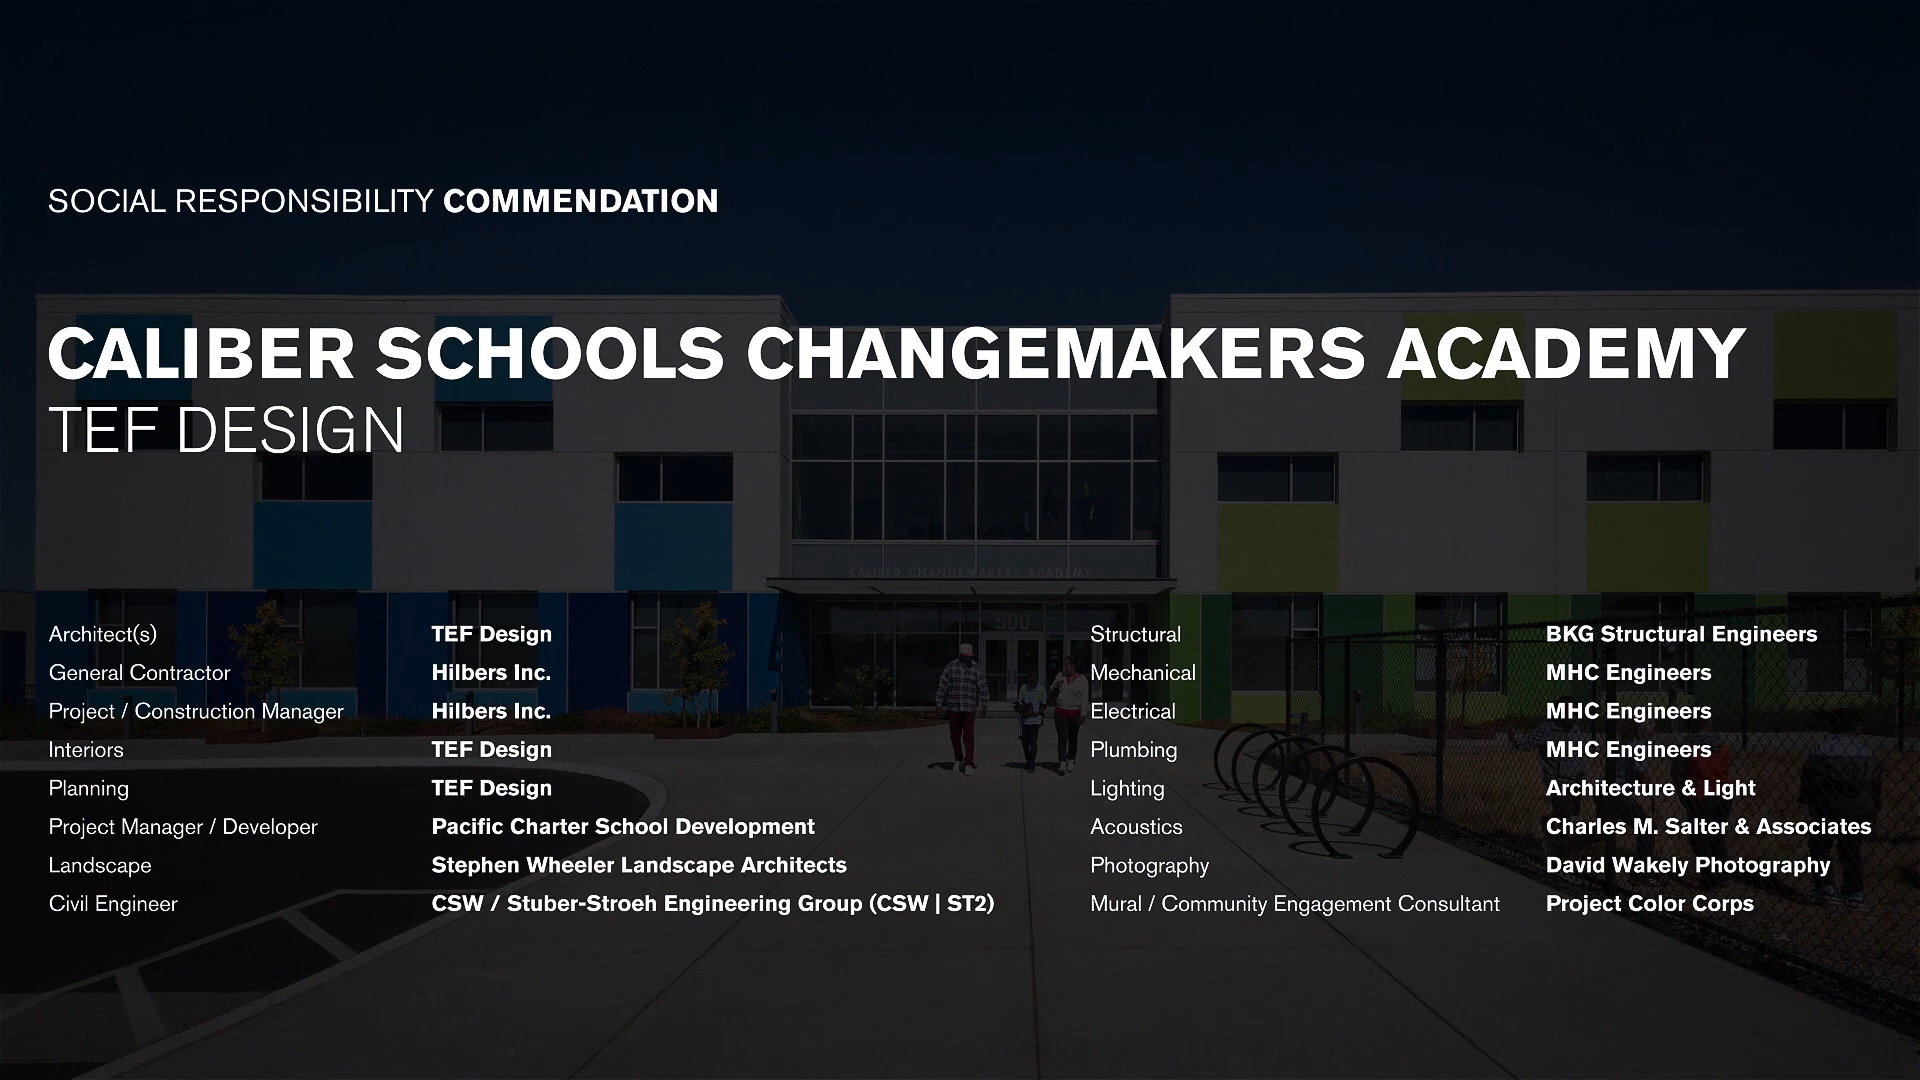 SOCIAL RESPONSIBILITY COMMENDATION
CALIBER SCHOOLS CHANGEMAKERS ACADEMY
TEF DESIGN
CALIBER CHANGEMAKERS ACADEMY
500
Architect(s) TEF Design
General Contractor Hilbers Inc.
Project / Construction Manager Hilbers Inc.
Interiors TEF Design
Planning TEF Design
Project Manager / Developer Pacific Charter School Development
Landscape Stephen Wheeler Landscape Architects
Civil Engineer CSW / Stuber-Stroeh Engineering Group (CSW | ST2)
Structural BKG Structural Engineers
Mechanical MHC Engineers
Electrical MHC Engineers
Plumbing MHC Engineers
Lighting Architecture & Light
Acoustics Charles M. Salter & Associates
Photography David Wakely Photography
Mural / Community Engagement Consultant Project Color Corps